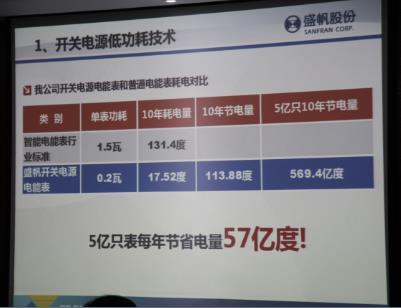 1、开关电源低功耗技术
盛帆股份
SANFRAN CORP.
我公司开关电源电能表和普通电能表耗电对比
类 别 单表功耗 10年耗电量 10年节电量 5亿只10年节电量
智能电能表行
业标准 1.5瓦 131.4度
盛帆开关电源
电能表 0.2瓦 17.52度 113.88度 569.4亿度
5亿只表每年节省电量57亿度!